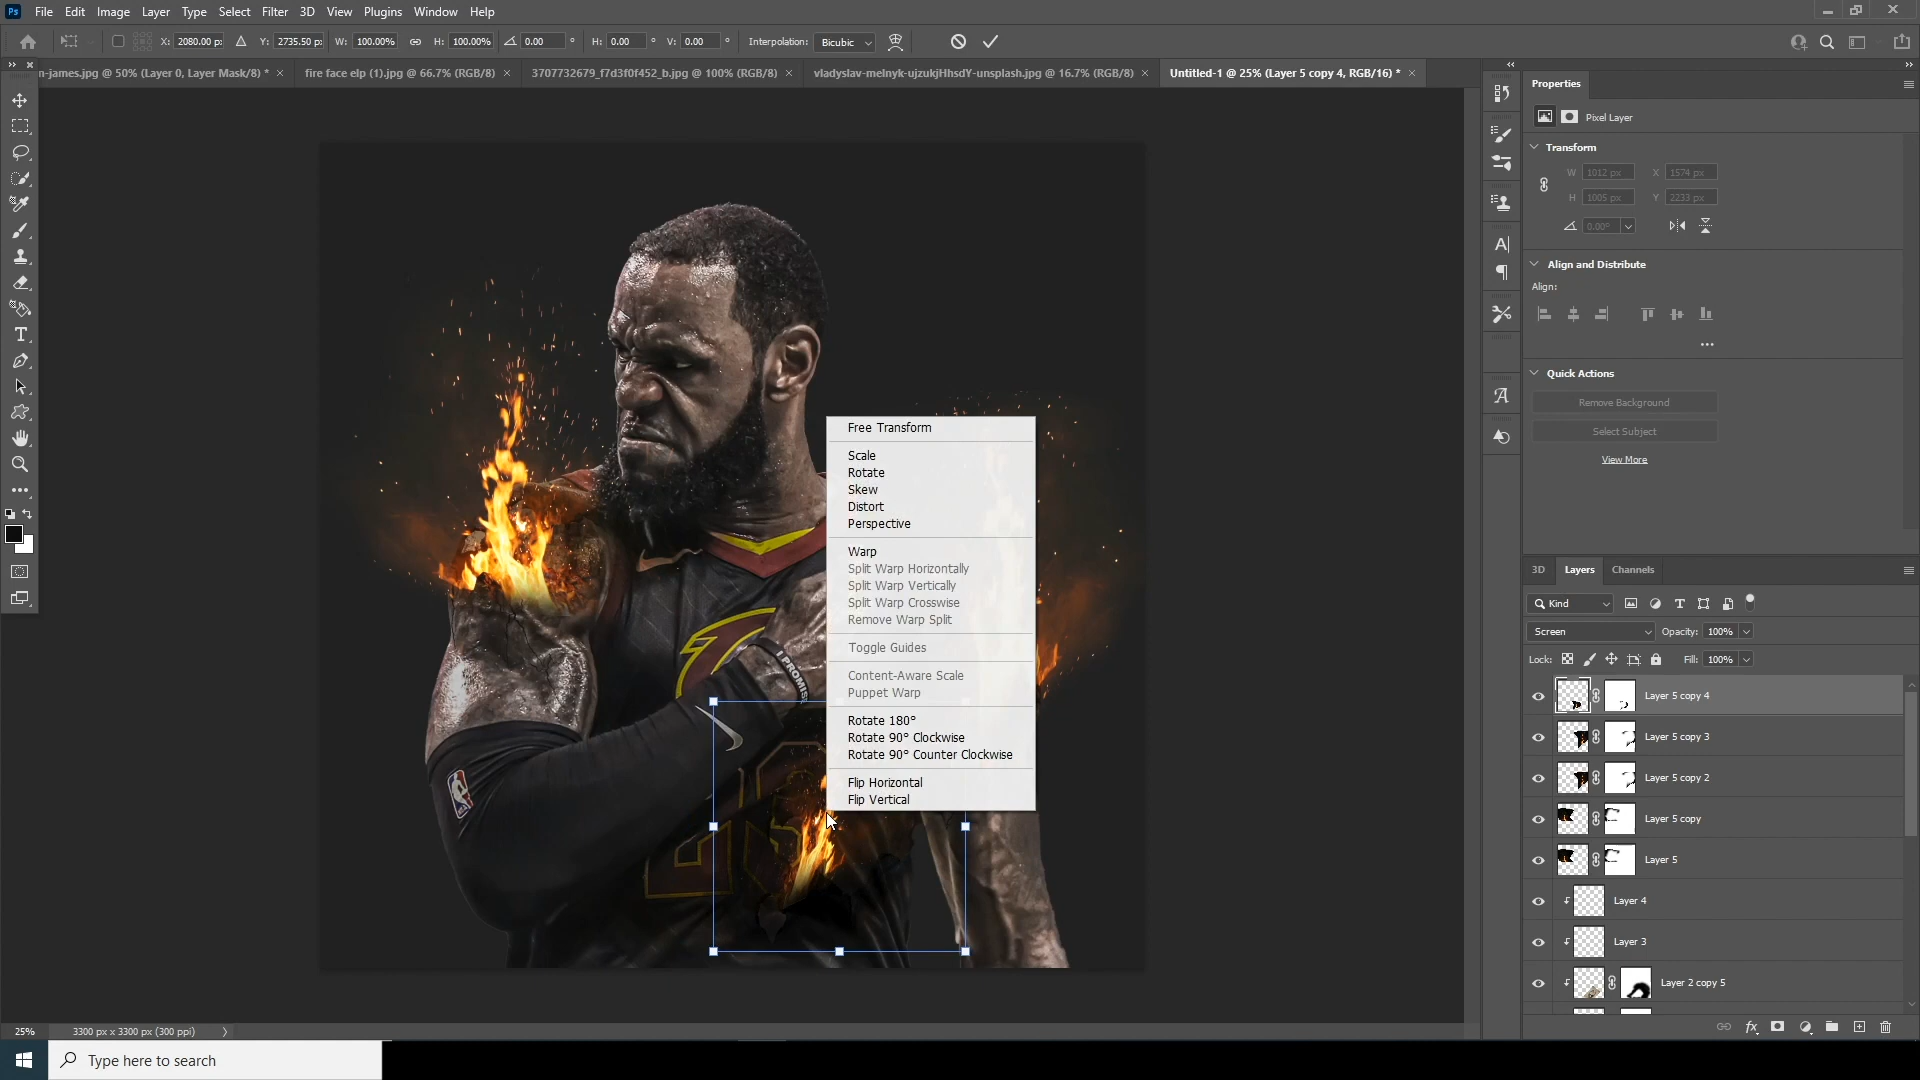 Ps File Edit Image Layer Type Select Filter 3D View Plugins Window Help
X: 2080.00 px Y: 2735.50 px W: 100.00% H: 100.00% 0.00 ° H: 0.00 ° V: 0.00 ° Interpolation: Bicubic
n-james.jpg @ 50% (Layer 0, Layer Mask/8) * × fire face elp (1).jpg @ 66.7% (RGB/8) × 3707732679_f7d3f0f452_b.jpg @ 100% (RGB/8) × vladyslav-melnyk-ujzukjHhsdY-unsplash.jpg @ 16.7% (RGB/8) × Untitled-1 @ 25% (Layer 5 copy 4, RGB/16) * ×
Properties
Pixel Layer
Transform
W 1012 px X 1574 px
H 1005 px Y 2233 px
0.00°
Align and Distribute
Align:
Quick Actions
Remove Background
Select Subject
View More
Free Transform
Scale
Rotate
Skew
Distort
Perspective
Warp
Split Warp Horizontally
Split Warp Vertically
Split Warp Crosswise
Remove Warp Split
Toggle Guides
Content-Aware Scale
Puppet Warp
Rotate 180°
Rotate 90° Clockwise
Rotate 90° Counter Clockwise
Flip Horizontal
Flip Vertical
I PROMISE
NBA
23
3D Layers Channels
Kind
Screen Opacity: 100%
Lock: Fill: 100%
Layer 5 copy 4
Layer 5 copy 3
Layer 5 copy 2
Layer 5 copy
Layer 5
Layer 4
Layer 3
Layer 2 copy 5
25% 3300 px x 3300 px (300 ppi)
Type here to search